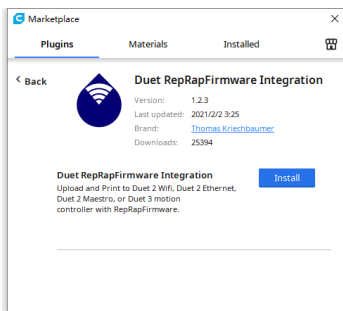 Marketplace
Plugins Materials Installed
Back
Duet RepRapFirmware Integration
Version: 1.2.3
Last updated: 2021/2/2 3:25
Brand: Thomas Kriechbaumer
Downloads: 25394
Duet RepRapFirmware Integration
Install
Upload and Print to Duet 2 Wifi, Duet 2 Ethernet,
Duet 2 Maestro, or Duet 3 motion
controller with RepRapFirmware.